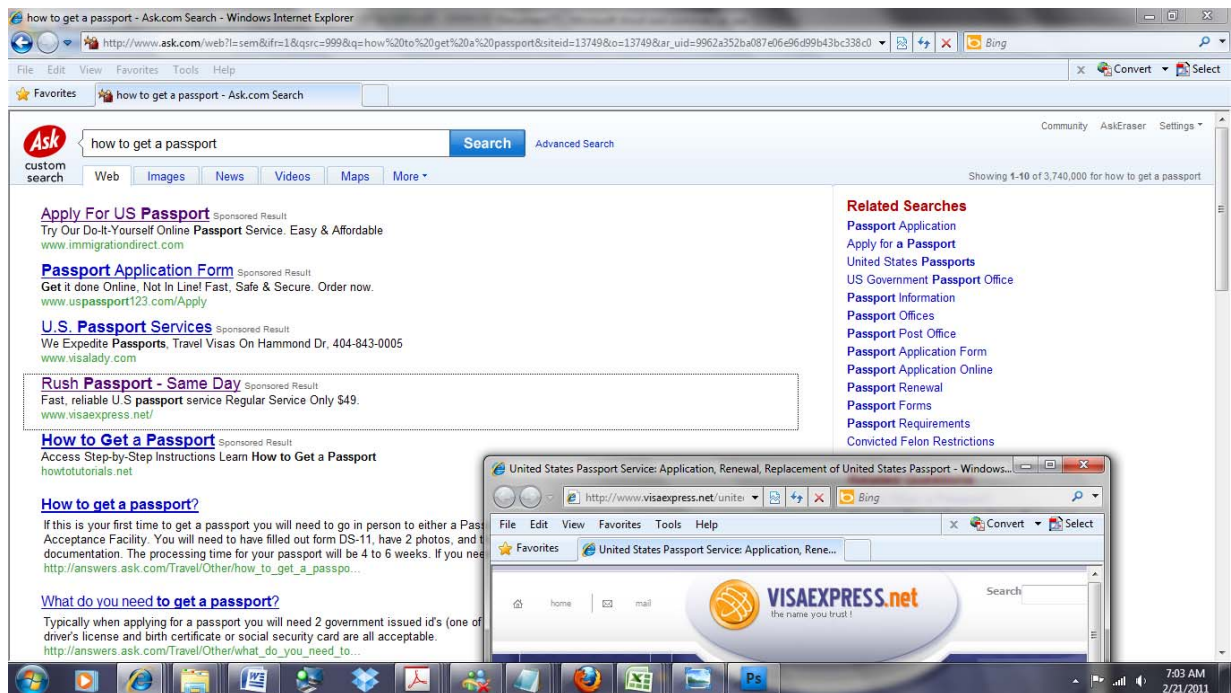 how to get a passport - Ask.com Search - Windows Internet Explorer
http://www.ask.com/web?l=sem&ifr=1&qsrc=999&q=how%20to%20get%20a%20passport&siteid=13749&o=13749&ar_uid=9962a352ba087e06e96d99b43bc338c0
Bing
File Edit View Favorites Tools Help
x Convert Select
Favorites
how to get a passport - Ask.com Search
Community AskEraser Settings
Ask
custom
search
how to get a passport
Search
Advanced Search
Web Images News Videos Maps More
Showing 1-10 of 3,740,000 for how to get a passport
Apply For US Passport Sponsored Result
Try Our Do-It-Yourself Online Passport Service. Easy & Affordable
www.immigrationdirect.com
Passport Application Form Sponsored Result
Get it done Online, Not In Line! Fast, Safe & Secure. Order now.
www.uspassport123.com/Apply
U.S. Passport Services Sponsored Result
We Expedite Passports, Travel Visas On Hammond Dr, 404-843-0005
www.visalady.com
Rush Passport - Same Day Sponsored Result
Fast, reliable U.S passport service Regular Service Only $49.
www.visaexpress.net/
How to Get a Passport Sponsored Result
Access Step-by-Step Instructions Learn How to Get a Passport
howtotutorials.net
How to get a passport?
If this is your first time to get a passport you will need to go in person to either a Pas
Acceptance Facility. You will need to have filled out form DS-11, have 2 photos, and t
documentation. The processing time for your passport will be 4 to 6 weeks. If you nee
http://answers.ask.com/Travel/Other/how_to_get_a_passpo...
What do you need to get a passport?
Typically when applying for a passport you will need 2 government issued id's (one of
driver's license and birth certificate or social security card are all acceptable.
http://answers.ask.com/Travel/Other/what_do_you_need_to...
Related Searches
Passport Application
Apply for a Passport
United States Passports
US Government Passport Office
Passport Information
Passport Offices
Passport Post Office
Passport Application Form
Passport Application Online
Passport Renewal
Passport Forms
Passport Requirements
Convicted Felon Restrictions
United States Passport Service: Application, Renewal, Replacement of United States Passport - Windows...
http://www.visaexpress.net/unite
Bing
File Edit View Favorites Tools Help
x Convert Select
Favorites
United States Passport Service: Application, Rene...
home
mail
VISAEXPRESS.net
the name you trust !
Search
Ps
7:03 AM
2/21/2011